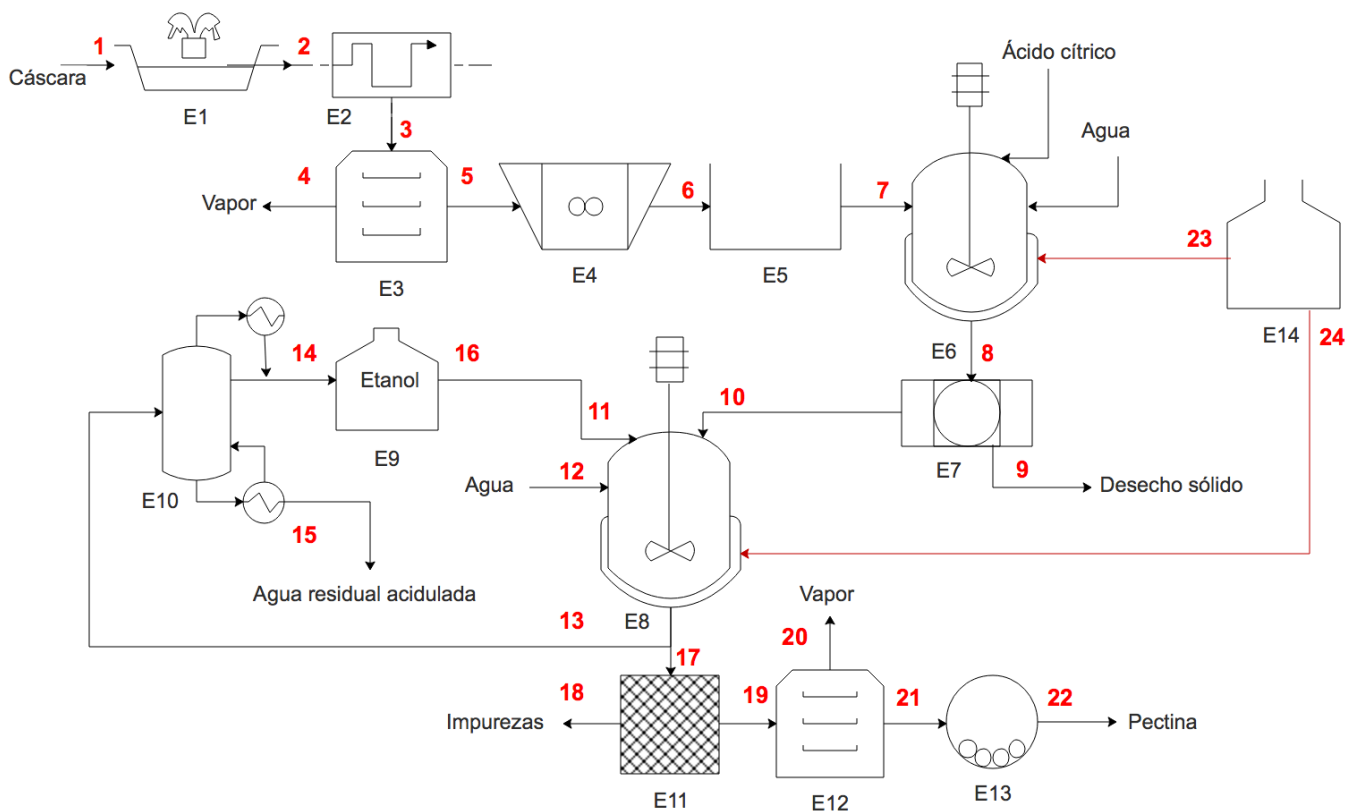 1
2
Cáscara
E1
E2
3
Ácido cítrico
Agua
4
5
6
7
Vapor
23
E3
E4
E5
E6
8
E14
24
14
16
Etanol
11
10
E10
E9
E7
9
Agua
12
Desecho sólido
15
Agua residual acidulada
13
E8
Vapor
20
17
18
19
21
22
Impurezas
Pectina
E11
E12
E13